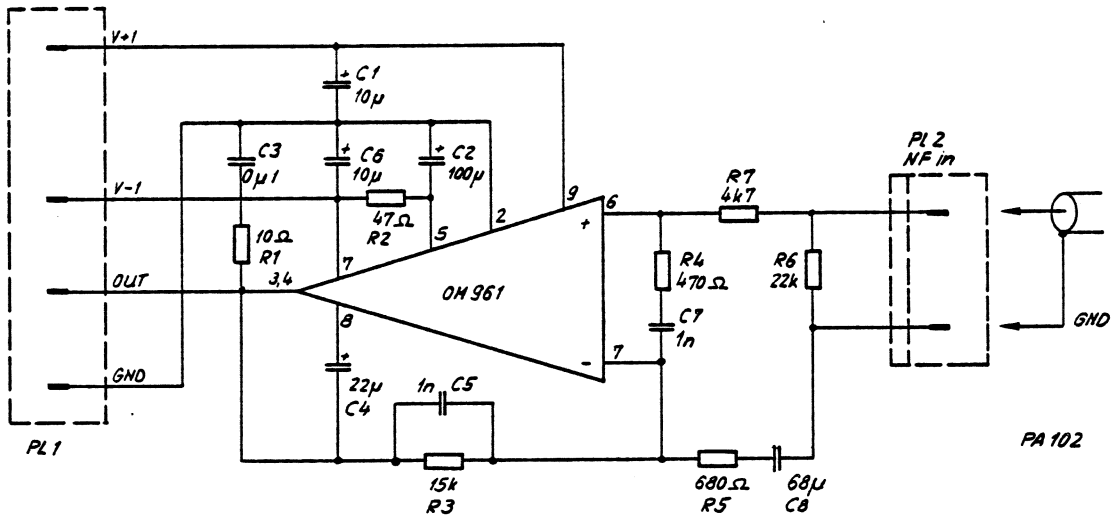 V+1
C1
10µ
C3
0µ1
C6
10µ
C2
100µ
V-1
47Ω
R2
10Ω
R1
OUT
3,4
7
5
2
9
6
+
OM961
-
7
8
22µ
C4
GND
PL1
1n C5
15k
R3
R7
4k7
R4
470Ω
C7
1n
R6
22k
680Ω
R5
68µ
C8
PL2
NF in
GND
PA102